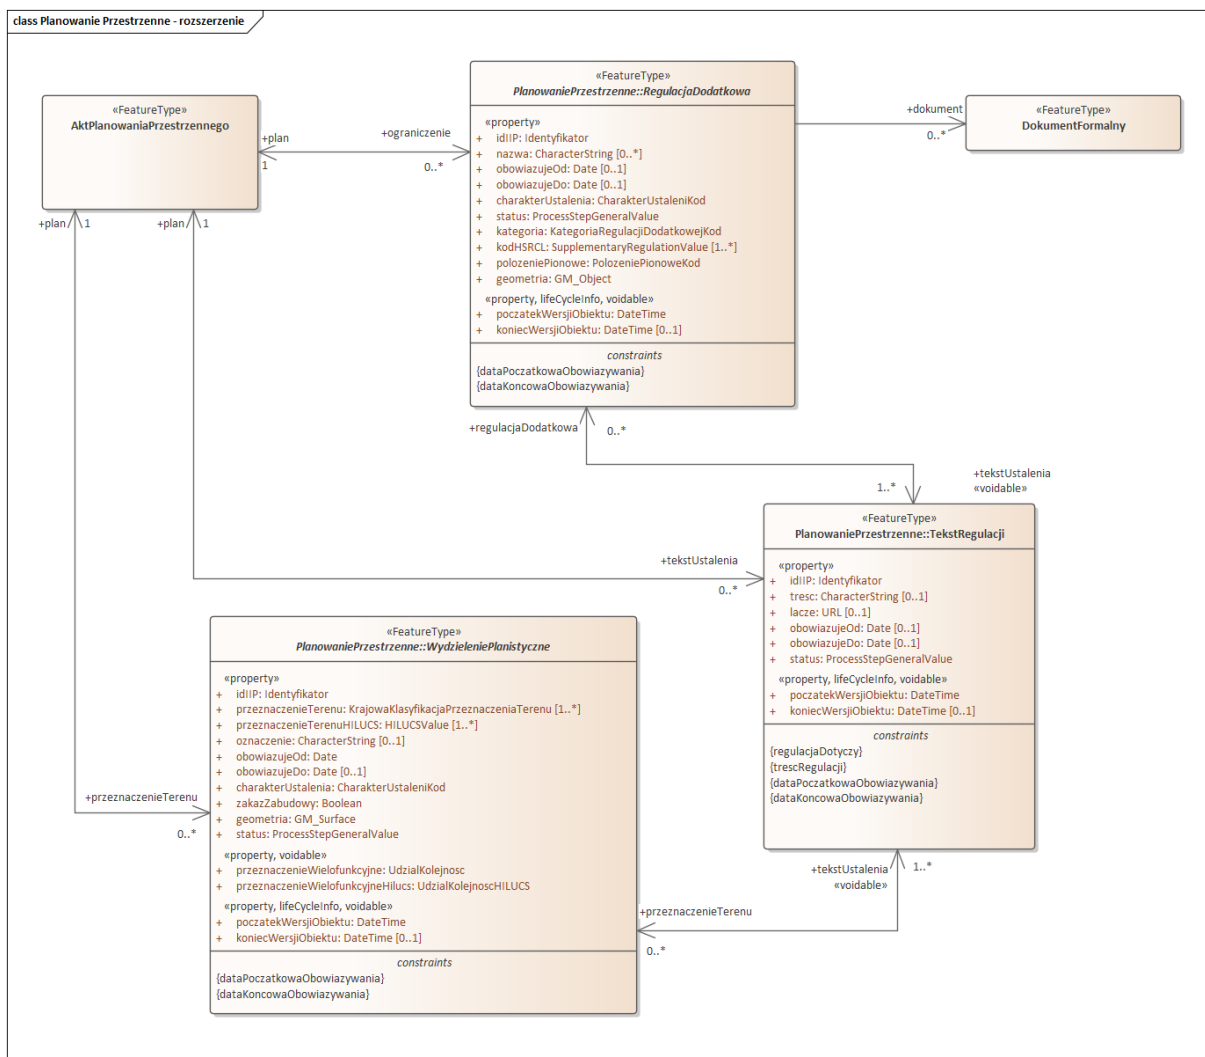 class Planowanie Przestrzenne - rozszerzenie
«FeatureType»
AktPlanowaniaPrzestrzennego
+plan
1
+ograniczenie
0..*
«FeatureType»
PlanowaniePrzestrzenne::RegulacjaDodatkowa
«property»
+ idIIP: Identyfikator
+ nazwa: CharacterString [0..*]
+ obowiazujeOd: Date [0..1]
+ obowiazujeDo: Date [0..1]
+ charakterUstalenia: CharakterUstaleniKod
+ status: ProcessStepGeneralValue
+ kategoria: KategoriaRegulacjiDodatkowejKod
+ kodHSRCL: SupplementaryRegulationValue [1..*]
+ polozeniePionowe: PolozeniePionoweKod
+ geometria: GM_Object
«property, lifeCycleInfo, voidable»
+ poczatekWersjiObiektu: DateTime
+ koniecWersjiObiektu: DateTime [0..1]
constraints
{dataPoczatkowaObowiazywania}
{dataKoncowaObowiazywania}
+dokument
0..*
«FeatureType»
DokumentFormalny
+plan 1
+plan 1
+regulacjaDodatkowa
0..*
+tekstUstalenia
«voidable»
1..*
+tekstUstalenia
0..*
«FeatureType»
PlanowaniePrzestrzenne::TekstRegulacji
«property»
+ idIIP: Identyfikator
+ tresc: CharacterString [0..1]
+ lacze: URL [0..1]
+ obowiazujeOd: Date [0..1]
+ obowiazujeDo: Date [0..1]
+ status: ProcessStepGeneralValue
«property, lifeCycleInfo, voidable»
+ poczatekWersjiObiektu: DateTime
+ koniecWersjiObiektu: DateTime [0..1]
constraints
{regulacjaDotyczy}
{trescRegulacji}
{dataPoczatkowaObowiazywania}
{dataKoncowaObowiazywania}
«FeatureType»
PlanowaniePrzestrzenne::WydzieleniePlanistyczne
«property»
+ idIIP: Identyfikator
+ przeznaczenieTerenu: KrajowaKlasyfikacjaPrzeznaczeniaTerenu [1..*]
+ przeznaczenieTerenuHILUCS: HILUCSValue [1..*]
+ oznaczenie: CharacterString [0..1]
+ obowiazujeOd: Date
+ obowiazujeDo: Date [0..1]
+ charakterUstalenia: CharakterUstaleniKod
+ zakazZabudowy: Boolean
+ geometria: GM_Surface
+ status: ProcessStepGeneralValue
«property, voidable»
+ przeznaczenieWielofunkcyjne: UdzialKolejnosc
+ przeznaczenieWielofunkcyjneHilucs: UdzialKolejnoscHILUCS
«property, lifeCycleInfo, voidable»
+ poczatekWersjiObiektu: DateTime
+ koniecWersjiObiektu: DateTime [0..1]
constraints
{dataPoczatkowaObowiazywania}
{dataKoncowaObowiazywania}
+przeznaczenieTerenu
0..*
+tekstUstalenia
«voidable»
1..*
+przeznaczenieTerenu
0..*